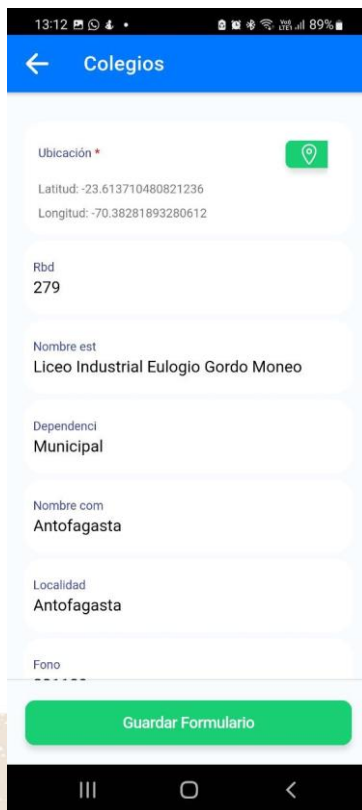 13:12 89%
Colegios
Ubicación *
Latitud: -23.613710480821236
Longitud: -70.38281893280612
Rbd
279
Nombre est
Liceo Industrial Eulogio Gordo Moneo
Dependenci
Municipal
Nombre com
Antofagasta
Localidad
Antofagasta
Fono
Guardar Formulario